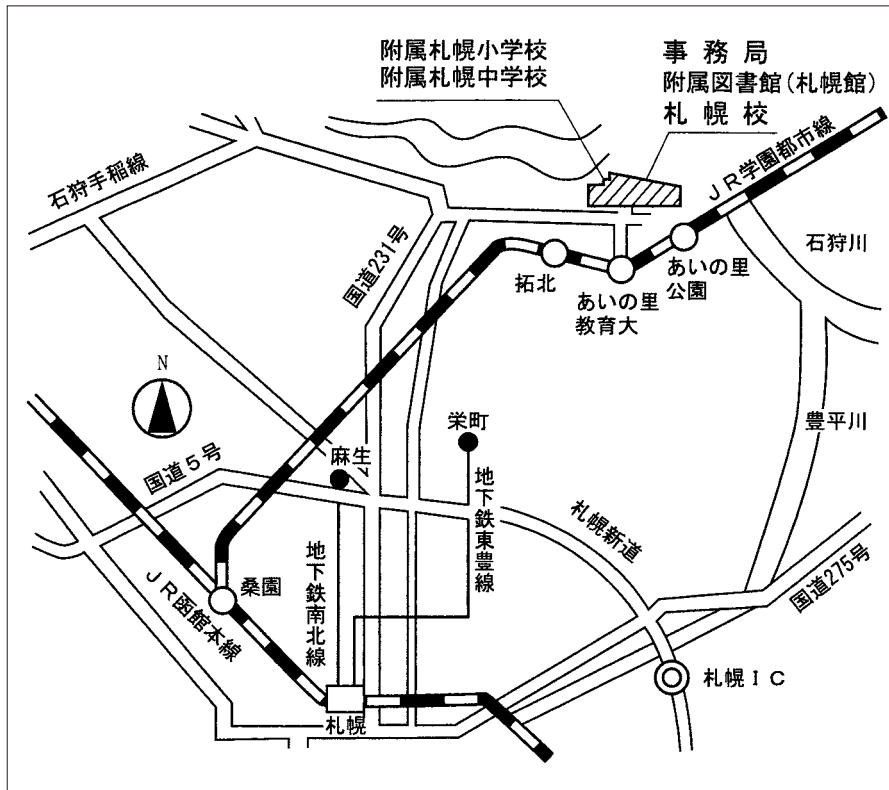 附属札幌小学校
附属札幌中学校
事務局
附属図書館(札幌館)
札幌校
石狩手稲線
国道231号
JR学園都市線
石狩川
拓北
あいの里
教育大
あいの里
公園
N
栄町
豊平川
麻生
国道5号
地下鉄東豊線
札幌新道
桑園
地下鉄南北線
JR函館本線
国道275号
札幌IC
札幌